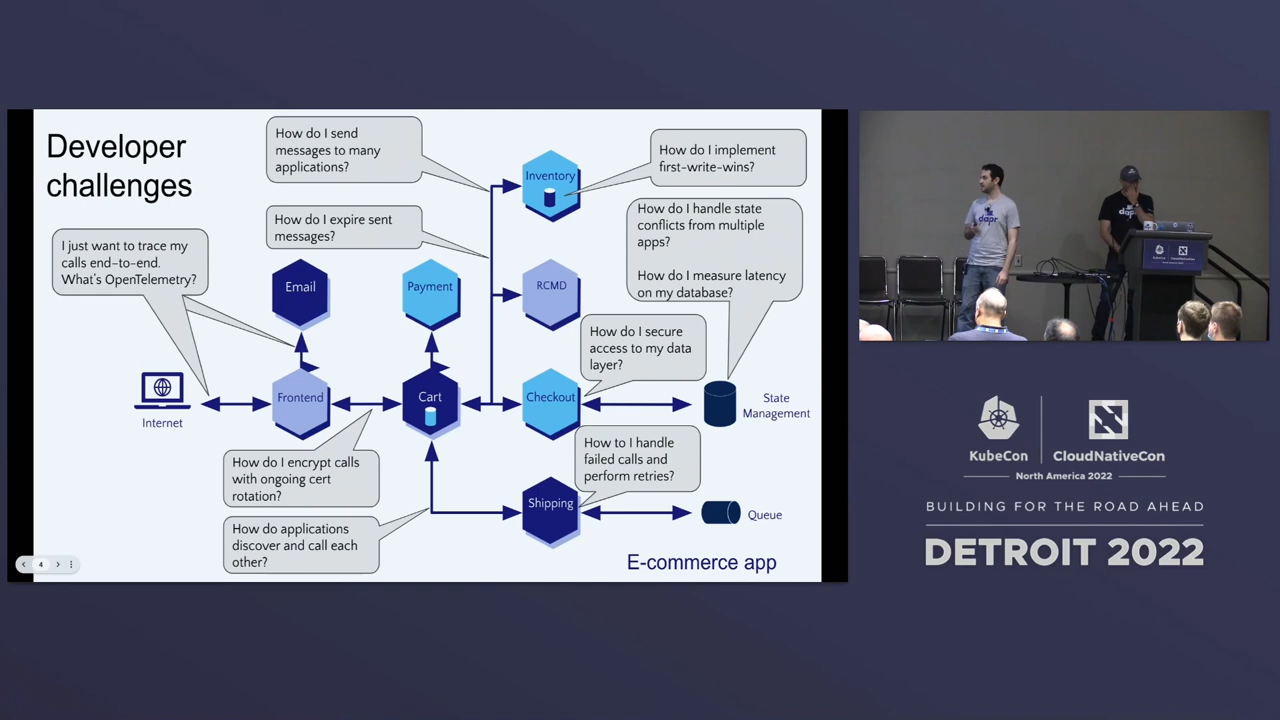 Developer
challenges
How do I send
messages to many
applications?
How do I implement
first-write-wins?
Inventory
How do I expire sent
messages?
How do I handle state
conflicts from multiple
apps?
How do I measure latency
on my database?
I just want to trace my
calls end-to-end.
What's OpenTelemetry?
Email
Payment
RCMD
How do I secure
access to my data
layer?
Internet
Frontend
Cart
Checkout
State
Management
How do I encrypt calls
with ongoing cert
rotation?
How to I handle
failed calls and
perform retries?
Shipping
Queue
How do applications
discover and call each
other?
E-commerce app
4
dapr
dapr
KubeCon
CloudNativeCon
North America 2022
BUILDING FOR THE ROAD AHEAD
DETROIT 2022